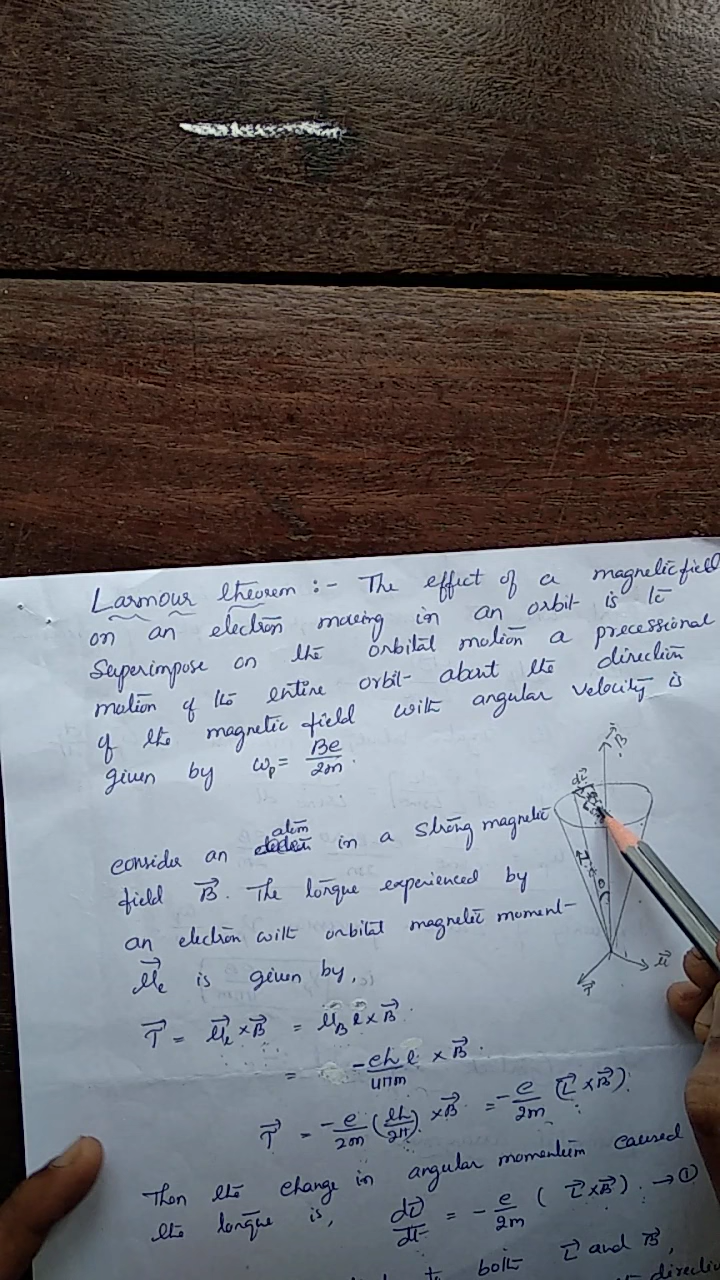 Larmour theorem :- The effect of a magnetic field
on an electron moving in an orbit is to
Superimpose on the orbital motion a precessional
motion of the entire orbit about the direction
of the magnetic field with angular velocity is
given by ωp = Be/2m.
consider an atom in a strong magnetic
field B⃗. The torque experienced by
an electron with orbital magnetic moment
μ⃗e is given by,
τ⃗ = μ⃗e × B⃗ = μB l × B⃗.
= -eh l/4πm × B⃗.
τ⃗ = -e/2m (lh/2π) × B⃗ = -e/2m (L⃗ × B⃗).
Then the change in angular momentum caused
the torque is, dL⃗/dt = -e/2m (L⃗ × B⃗). → ①
to both L⃗ and B⃗,
B⃗
dL⃗
μ⃗
τ⃗